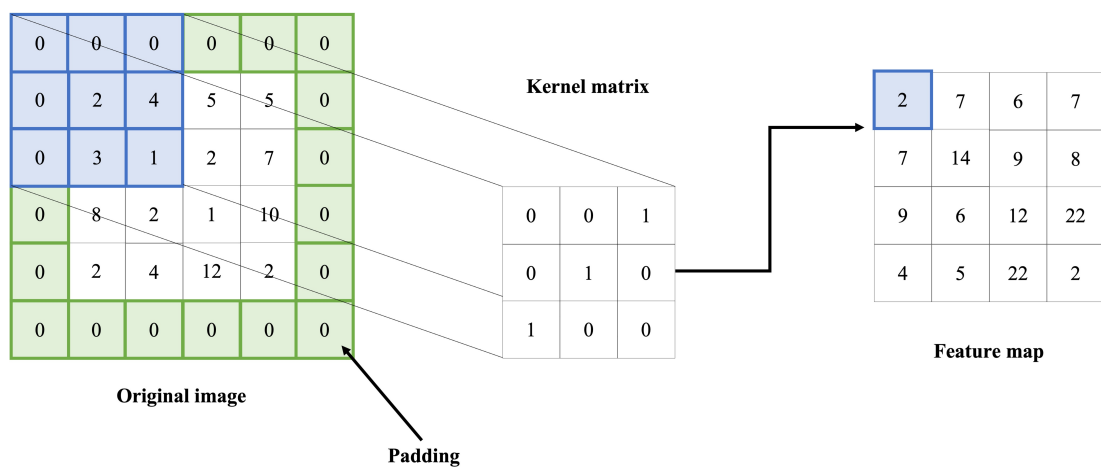 0 0 0 0 0 0
0 2 4 5 5 0
0 3 1 2 7 0
0 8 2 1 10 0
0 2 4 12 2 0
0 0 0 0 0 0
Original image
Padding
Kernel matrix
0 0 1
0 1 0
1 0 0
2 7 6 7
7 14 9 8
9 6 12 22
4 5 22 2
Feature map